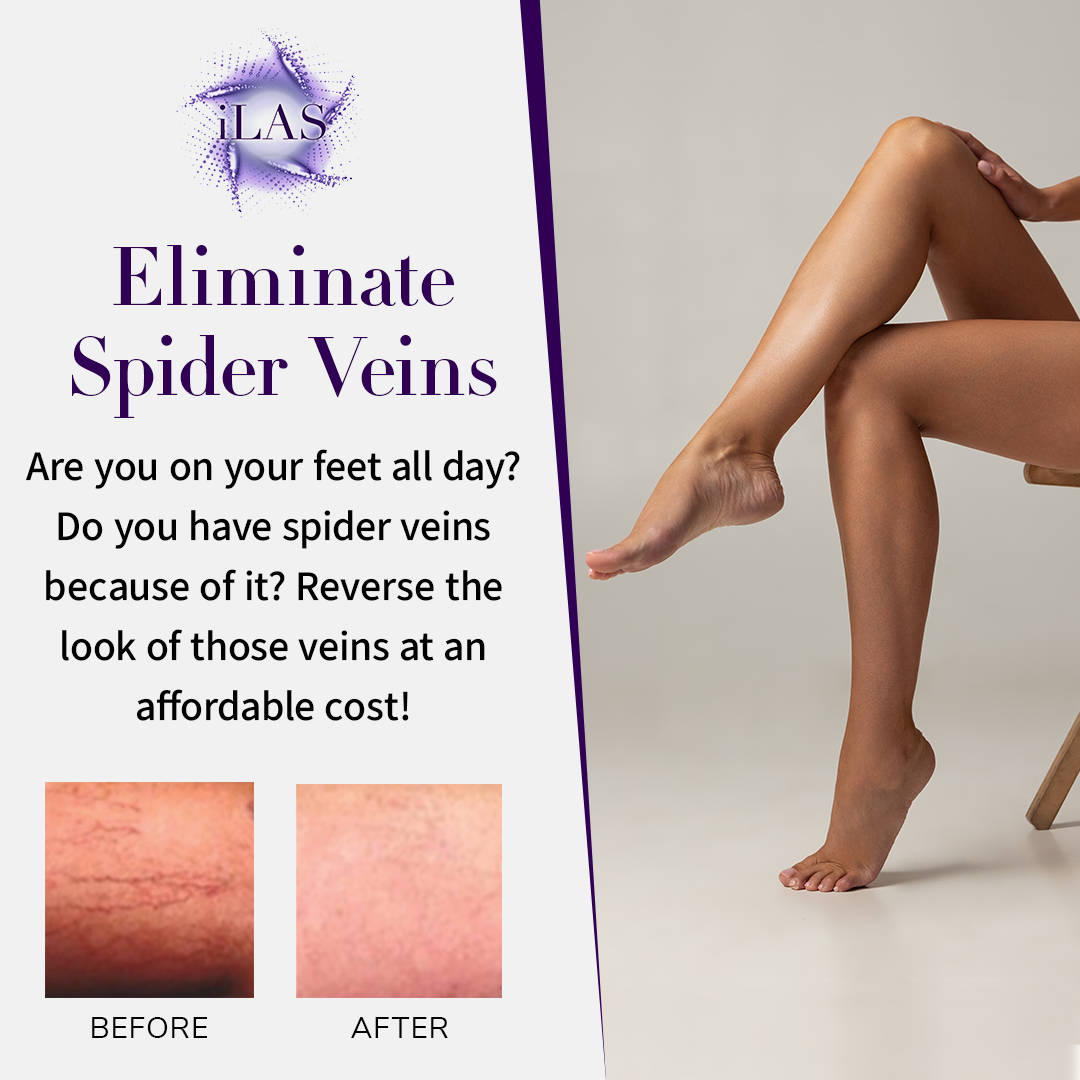 iLAS
Eliminate
Spider Veins
Are you on your feet all day?
Do you have spider veins
because of it? Reverse the
look of those veins at an
affordable cost!
BEFORE
AFTER